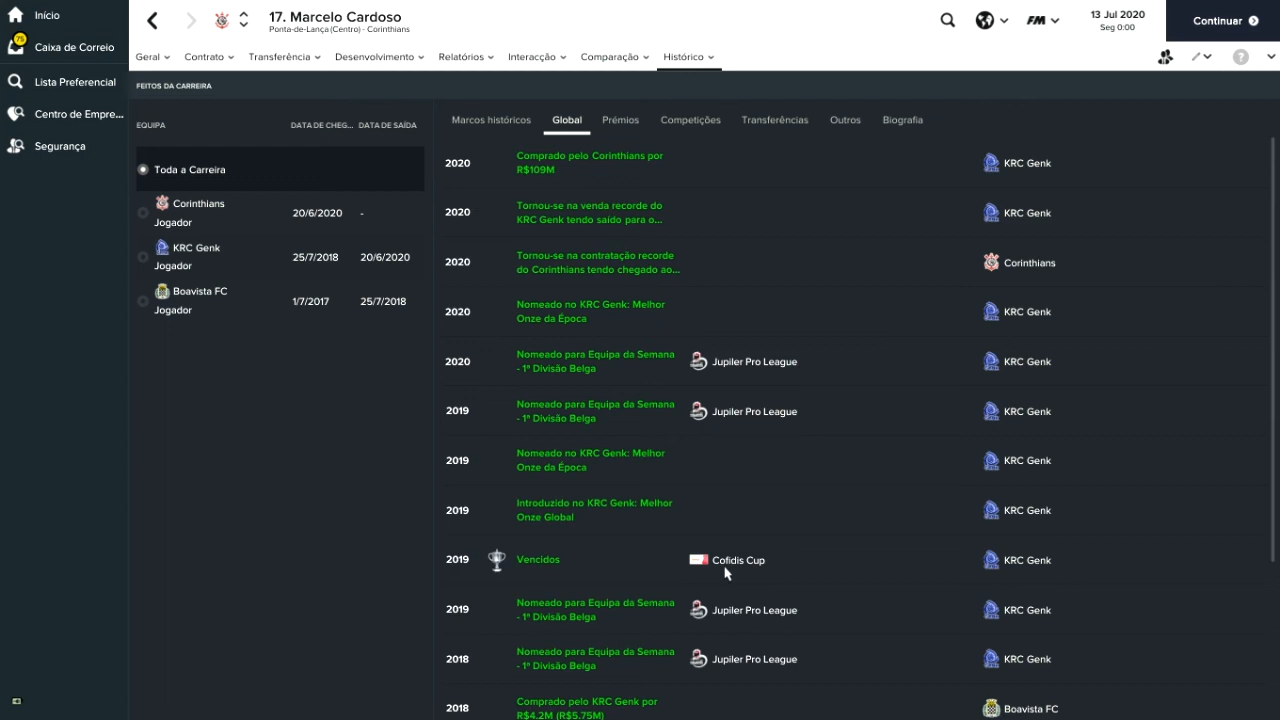 Início
75
Caixa de Correio
Lista Preferencial
Centro de Empre...
Segurança
17. Marcelo Cardoso
Ponta-de-Lança (Centro) - Corinthians
FM
13 Jul 2020
Seg 0:00
Continuar
Geral
Contrato
Transferência
Desenvolvimento
Relatórios
Interacção
Comparação
Histórico
?
FEITOS DA CARREIRA
EQUIPA
DATA DE CHEG...
DATA DE SAÍDA
Toda a Carreira
Corinthians
Jogador
20/6/2020
-
KRC Genk
Jogador
25/7/2018
20/6/2020
Boavista FC
Jogador
1/7/2017
25/7/2018
Marcos históricos
Global
Prémios
Competições
Transferências
Outros
Biografia
2020
Comprado pelo Corinthians por
R$109M
KRC Genk
2020
Tornou-se na venda recorde do
KRC Genk tendo saído para o...
KRC Genk
2020
Tornou-se na contratação recorde
do Corinthians tendo chegado ao...
Corinthians
2020
Nomeado no KRC Genk: Melhor
Onze da Época
KRC Genk
2020
Nomeado para Equipa da Semana
- 1ª Divisão Belga
Jupiler Pro League
KRC Genk
2019
Nomeado para Equipa da Semana
- 1ª Divisão Belga
Jupiler Pro League
KRC Genk
2019
Nomeado no KRC Genk: Melhor
Onze da Época
KRC Genk
2019
Introduzido no KRC Genk: Melhor
Onze Global
KRC Genk
2019
Vencidos
Cofidis Cup
KRC Genk
2019
Nomeado para Equipa da Semana
- 1ª Divisão Belga
Jupiler Pro League
KRC Genk
2018
Nomeado para Equipa da Semana
- 1ª Divisão Belga
Jupiler Pro League
KRC Genk
2018
Comprado pelo KRC Genk por
R$4.2M (R$5.75M)
Boavista FC